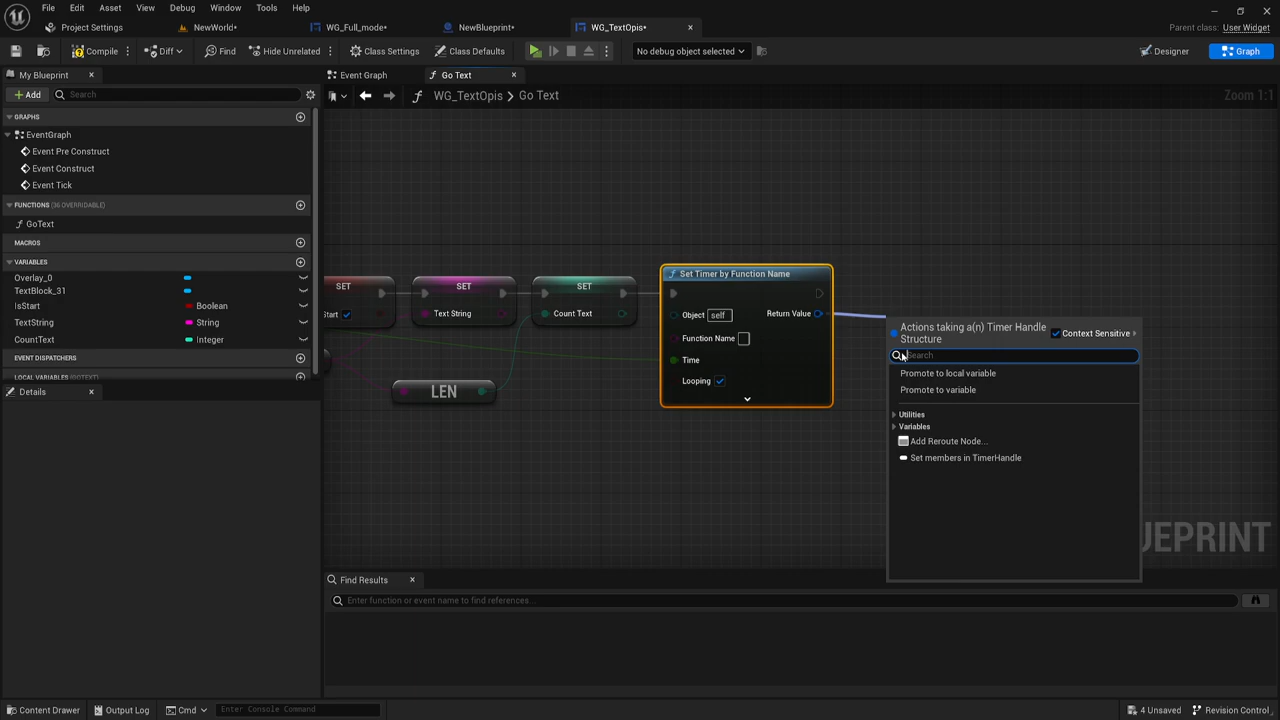 File Edit Asset View Debug Window Tools Help
Project Settings NewWorld* WG_Full_mode* NewBlueprint* WG_TextOpis* Parent class: User Widget
Compile Diff Find Hide Unrelated Class Settings Class Defaults No debug object selected Designer Graph
My Blueprint Event Graph Go Text
Add Search WG_TextOpis > Go Text Zoom 1:1
GRAPHS
EventGraph
Event Pre Construct
Event Construct
Event Tick
FUNCTIONS (36 OVERRIDABLE)
GoText
MACROS
VARIABLES
Overlay_0
TextBlock_31
IsStart Boolean
TextString String
CountText Integer
EVENT DISPATCHERS
LOCAL VARIABLES (GOTEXT)
Details
SET SET SET
Start Text String Count Text
LEN
Set Timer by Function Name
Object self Return Value
Function Name
Time
Looping
Actions taking a(n) Timer Handle
Structure
Context Sensitive
Search
Promote to local variable
Promote to variable
Utilities
Variables
Add Reroute Node...
Set members in TimerHandle
UEPRINT
Find Results
Enter function or event name to find references...
Content Drawer Output Log Cmd Enter Console Command 4 Unsaved Revision Control